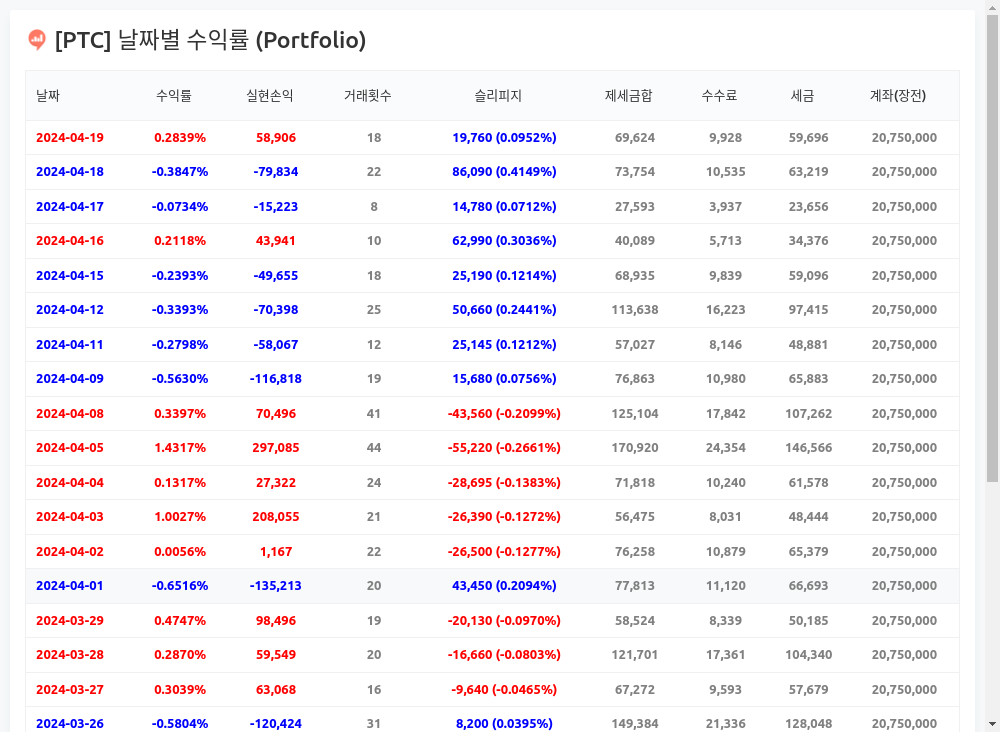 [PTC] 날짜별 수익률 (Portfolio)
날짜 수익률 실현손익 거래횟수 슬리피지 제세금합 수수료 세금 계좌(장전)
2024-04-19 0.2839% 58,906 18 19,760 (0.0952%) 69,624 9,928 59,696 20,750,000
2024-04-18 -0.3847% -79,834 22 86,090 (0.4149%) 73,754 10,535 63,219 20,750,000
2024-04-17 -0.0734% -15,223 8 14,780 (0.0712%) 27,593 3,937 23,656 20,750,000
2024-04-16 0.2118% 43,941 10 62,990 (0.3036%) 40,089 5,713 34,376 20,750,000
2024-04-15 -0.2393% -49,655 18 25,190 (0.1214%) 68,935 9,839 59,096 20,750,000
2024-04-12 -0.3393% -70,398 25 50,660 (0.2441%) 113,638 16,223 97,415 20,750,000
2024-04-11 -0.2798% -58,067 12 25,145 (0.1212%) 57,027 8,146 48,881 20,750,000
2024-04-09 -0.5630% -116,818 19 15,680 (0.0756%) 76,863 10,980 65,883 20,750,000
2024-04-08 0.3397% 70,496 41 -43,560 (-0.2099%) 125,104 17,842 107,262 20,750,000
2024-04-05 1.4317% 297,085 44 -55,220 (-0.2661%) 170,920 24,354 146,566 20,750,000
2024-04-04 0.1317% 27,322 24 -28,695 (-0.1383%) 71,818 10,240 61,578 20,750,000
2024-04-03 1.0027% 208,055 21 -26,390 (-0.1272%) 56,475 8,031 48,444 20,750,000
2024-04-02 0.0056% 1,167 22 -26,500 (-0.1277%) 76,258 10,879 65,379 20,750,000
2024-04-01 -0.6516% -135,213 20 43,450 (0.2094%) 77,813 11,120 66,693 20,750,000
2024-03-29 0.4747% 98,496 19 -20,130 (-0.0970%) 58,524 8,339 50,185 20,750,000
2024-03-28 0.2870% 59,549 20 -16,660 (-0.0803%) 121,701 17,361 104,340 20,750,000
2024-03-27 0.3039% 63,068 16 -9,640 (-0.0465%) 67,272 9,593 57,679 20,750,000
2024-03-26 -0.5804% -120,424 31 8,200 (0.0395%) 149,384 21,336 128,048 20,750,000